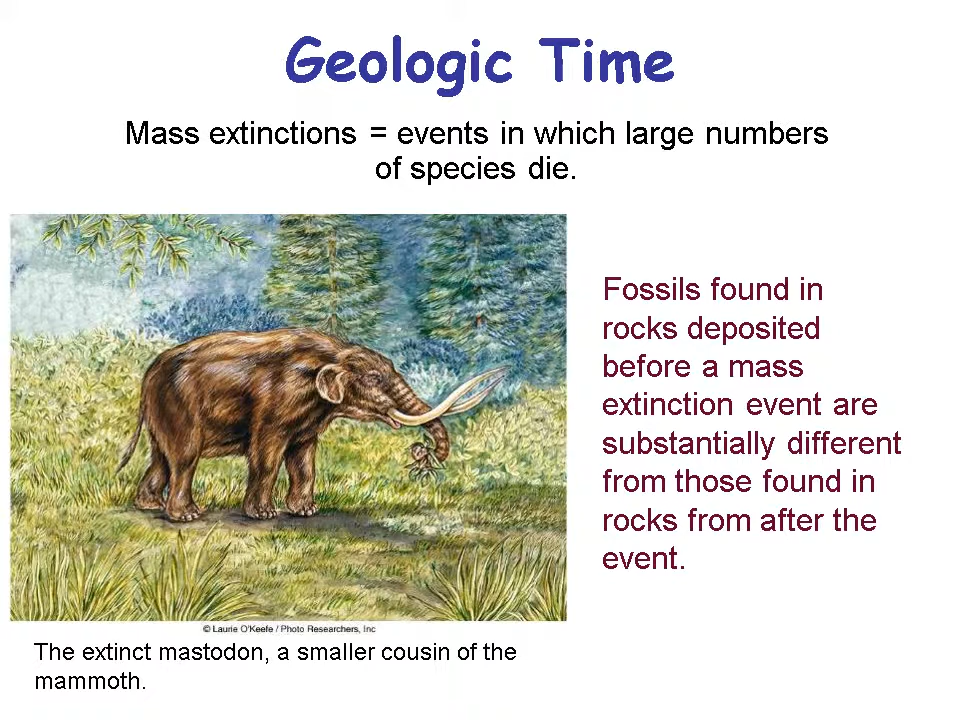 Geologic Time
Mass extinctions = events in which large numbers
of species die.
Fossils found in
rocks deposited
before a mass
extinction event are
substantially different
from those found in
rocks from after the
event.
© Laurie O'Keefe / Photo Researchers, Inc
The extinct mastodon, a smaller cousin of the
mammoth.